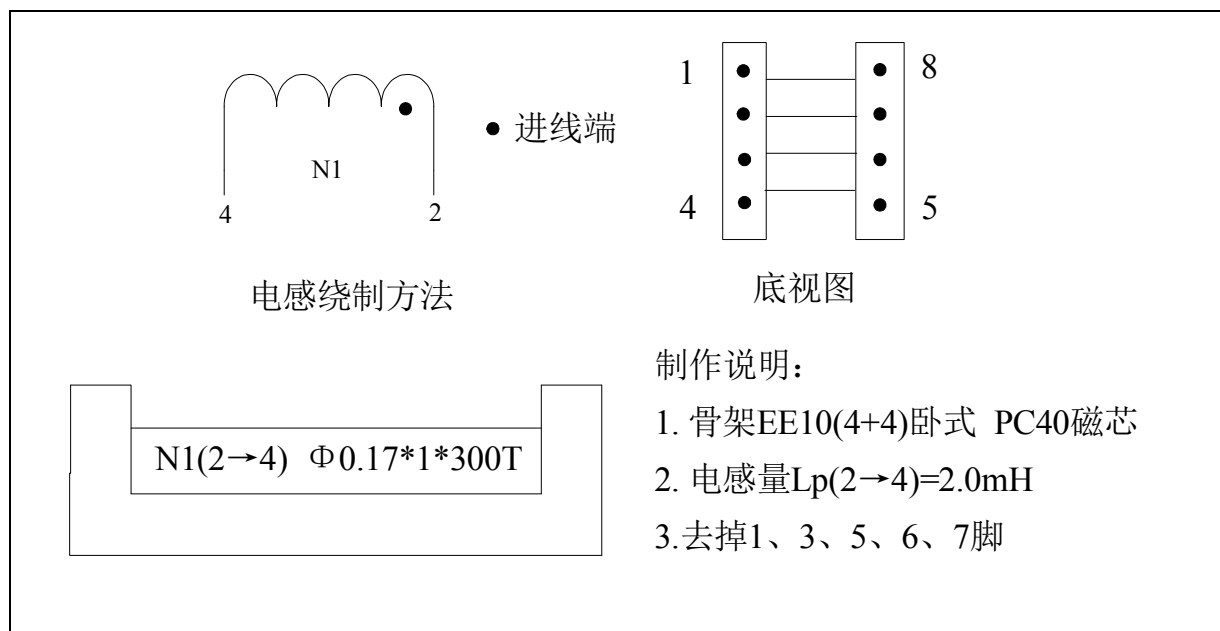 1
8
● 进线端
N1
4
2
4
5
电感绕制方法
底视图
制作说明：
N1(2→4) Φ0.17*1*300T
1. 骨架EE10(4+4)卧式 PC40磁芯
2. 电感量Lp(2→4)=2.0mH
3.去掉1、3、5、6、7脚